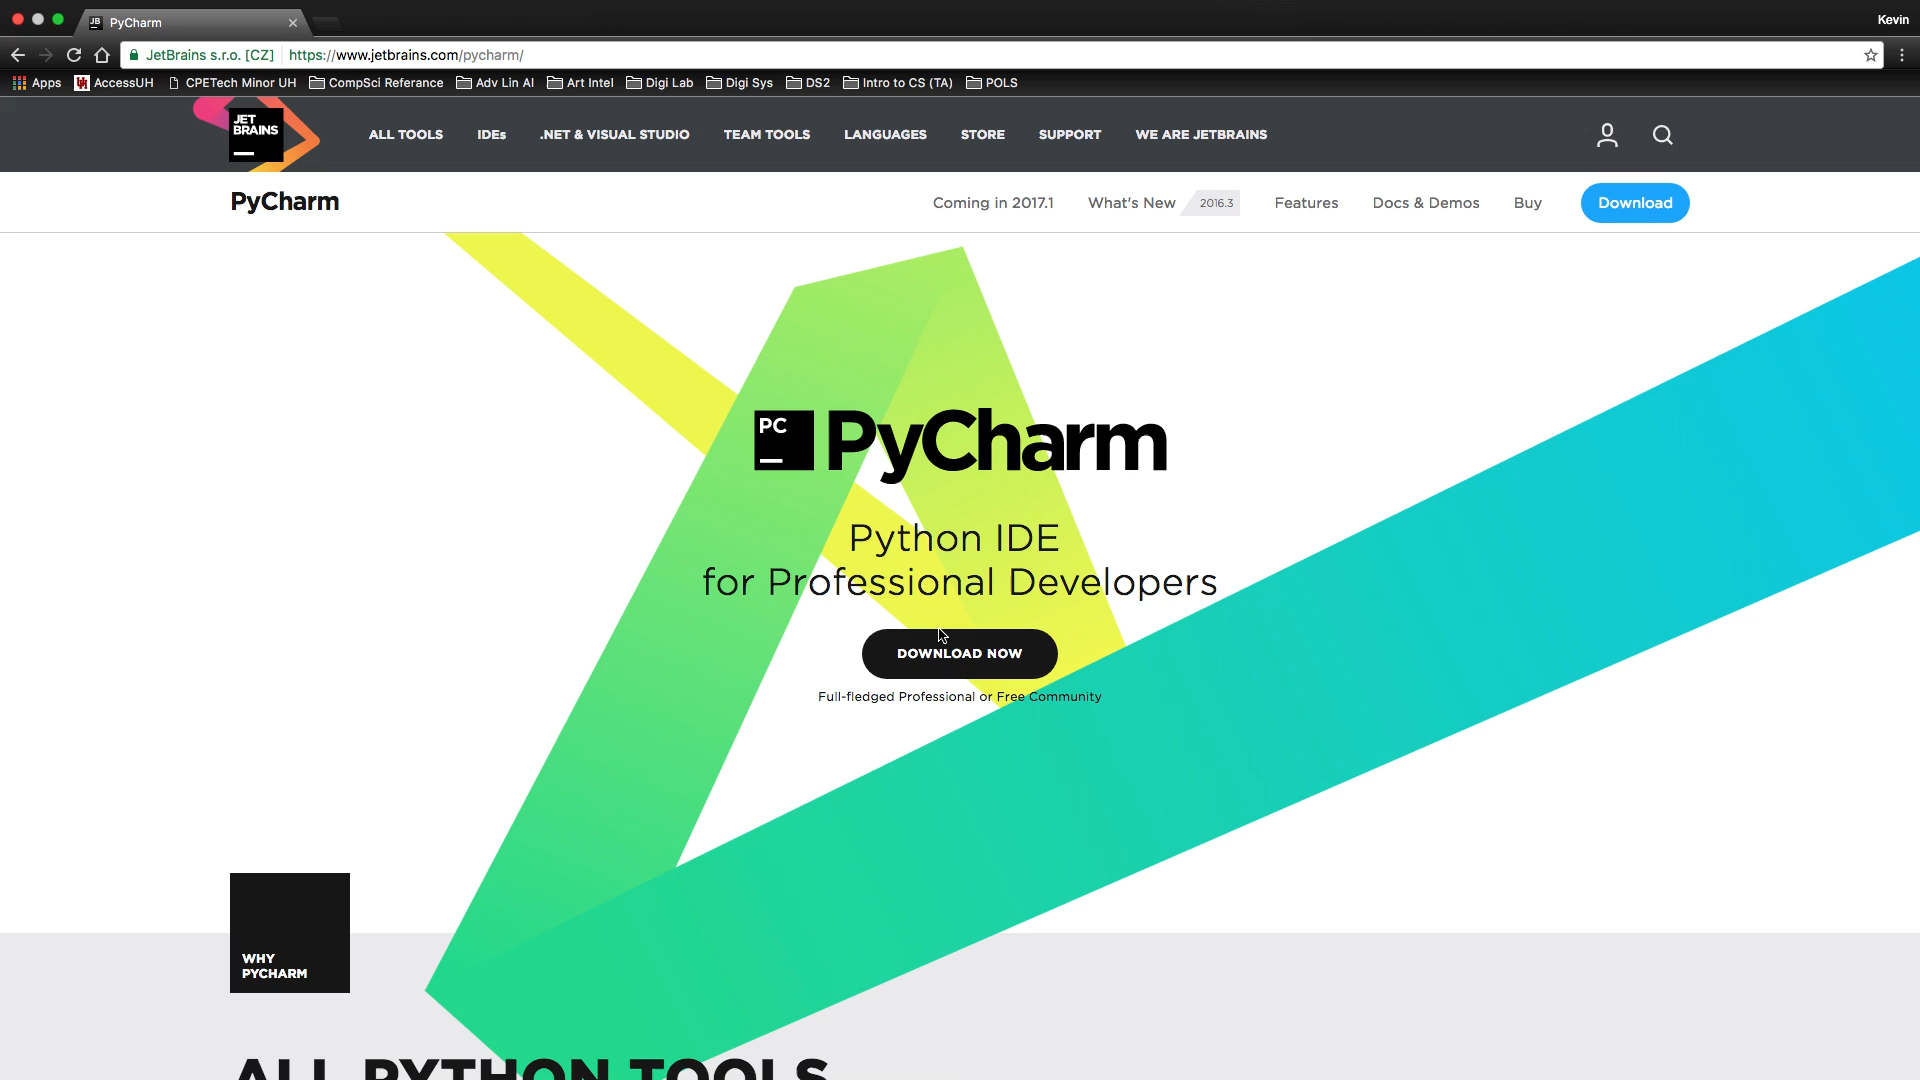 PyCharm
Kevin
JetBrains s.r.o. [CZ] https://www.jetbrains.com/pycharm/
Apps AccessUH CPETech Minor UH CompSci Referance Adv Lin Al Art Intel Digi Lab Digi Sys DS2 Intro to CS (TA) POLS
JET
BRAINS
ALL TOOLS IDEs .NET & VISUAL STUDIO TEAM TOOLS LANGUAGES STORE SUPPORT WE ARE JETBRAINS
PyCharm
Coming in 2017.1 What's New 2016.3 Features Docs & Demos Buy Download
PC PyCharm
Python IDE
for Professional Developers
DOWNLOAD NOW
Full-fledged Professional or Free Community
WHY
PYCHARM
ALL PYTHON TOOLS